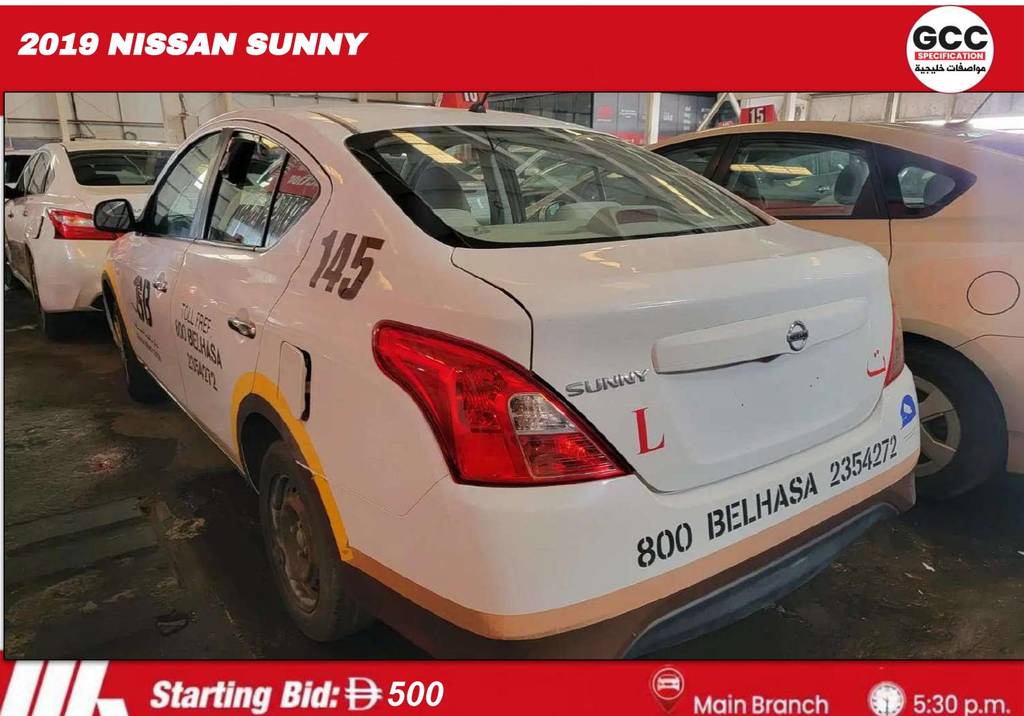 2019 NISSAN SUNNY
GCC
SPECIFICATION
مواصفات خليجية
15
145
TOLL FREE
800 BELHASA
2354272
SUNNY
L
ت
800 BELHASA 2354272
Starting Bid: 500
Main Branch
5:30 p.m.